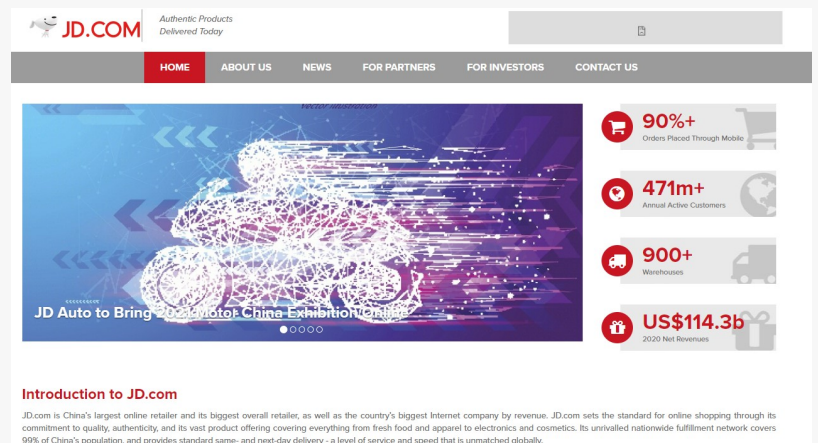 JD.COM
Authentic Products
Delivered Today
HOME ABOUT US NEWS FOR PARTNERS FOR INVESTORS CONTACT US
JD Auto to Bring 2021 Motor China Exhibition Online
90%+
Orders Placed Through Mobile
471m+
Annual Active Customers
900+
Warehouses
US$114.3b
2020 Net Revenues
Introduction to JD.com
JD.com is China's largest online retailer and its biggest overall retailer, as well as the country's biggest Internet company by revenue. JD.com sets the standard for online shopping through its
commitment to quality, authenticity, and its vast product offering covering everything from fresh food and apparel to electronics and cosmetics. Its unrivalled nationwide fulfillment network covers
99% of China's population, and provides standard same- and next-day delivery - a level of service and speed that is unmatched globally.